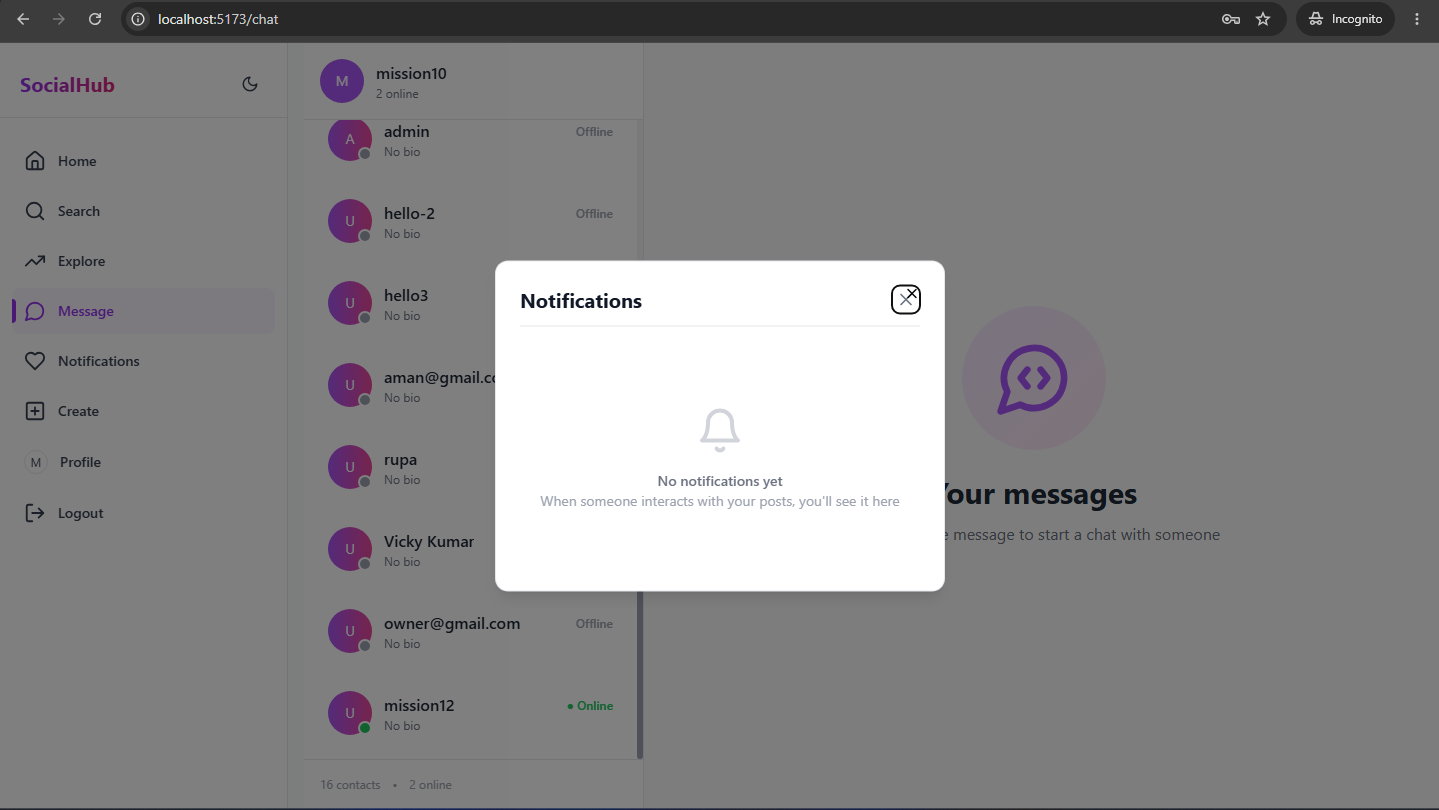 localhost:5173/chat
Incognito
SocialHub
Home
Search
Explore
Message
Notifications
Create
M Profile
Logout
M
mission10
2 online
A
admin
Offline
No bio
U
hello-2
Offline
No bio
U
hello3
No bio
U
aman@gmail.co
No bio
U
rupa
No bio
U
Vicky Kumar
No bio
U
owner@gmail.com
Offline
No bio
U
mission12
• Online
No bio
16 contacts • 2 online
Notifications
No notifications yet
When someone interacts with your posts, you'll see it here
Your messages
message to start a chat with someone